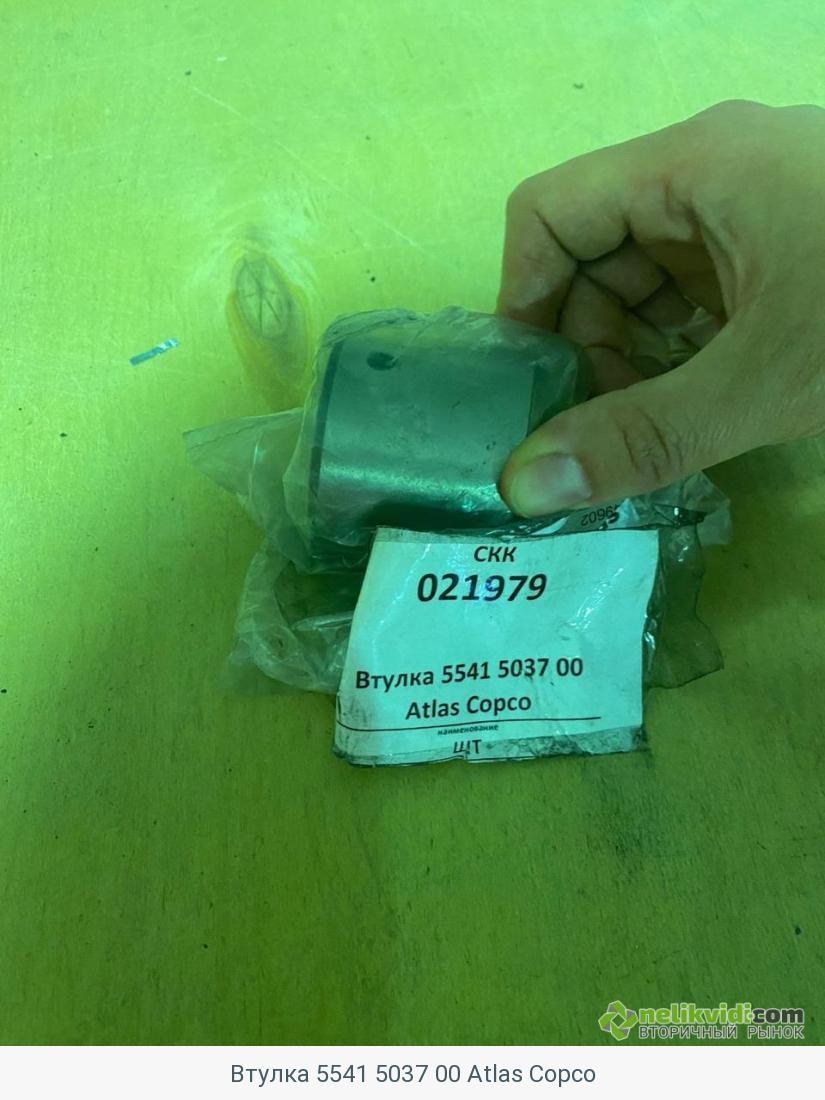 9602
СКК
021979
Втулка 5541 5037 00
Atlas Copco
наименование
шт
nelikvidi.com
ВТОРИЧНЫЙ РЫНОК
Втулка 5541 5037 00 Atlas Copco